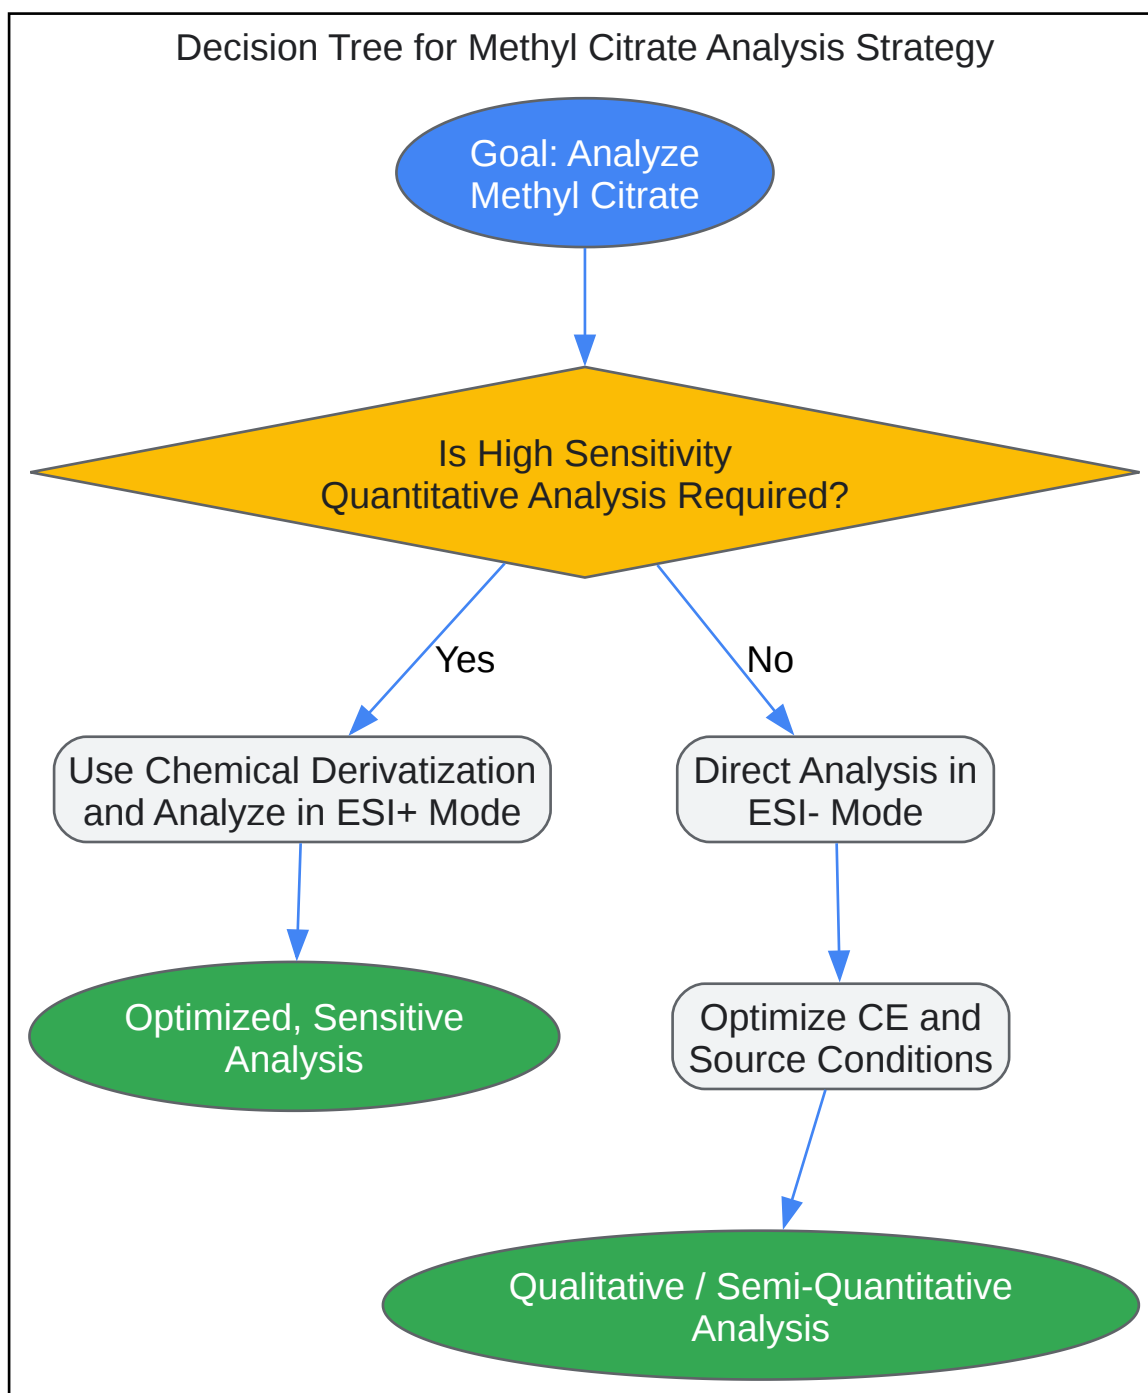 Decision Tree for Methyl Citrate Analysis Strategy
Goal: Analyze
Methyl Citrate
Is High Sensitivity
Quantitative Analysis Required?
Yes
No
Use Chemical Derivatization
and Analyze in ESI+ Mode
Direct Analysis in
ESI- Mode
Optimized, Sensitive
Analysis
Optimize CE and
Source Conditions
Qualitative / Semi-Quantitative
Analysis